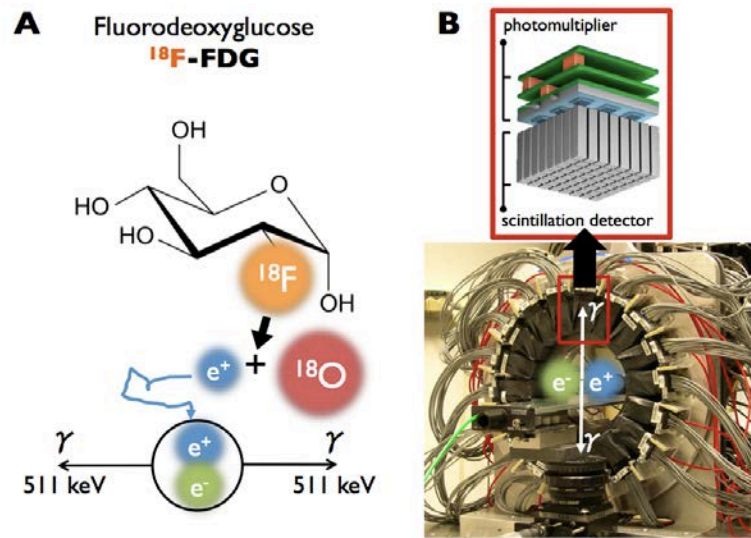 A
Fluorodeoxyglucose
¹⁸F-FDG
OH
HO
O
HO
¹⁸F
OH
e⁺ + ¹⁸O
γ
e⁺
γ
511 keV
e⁻
511 keV
B
photomultiplier
scintillation detector
γ
e⁻ e⁺
γ